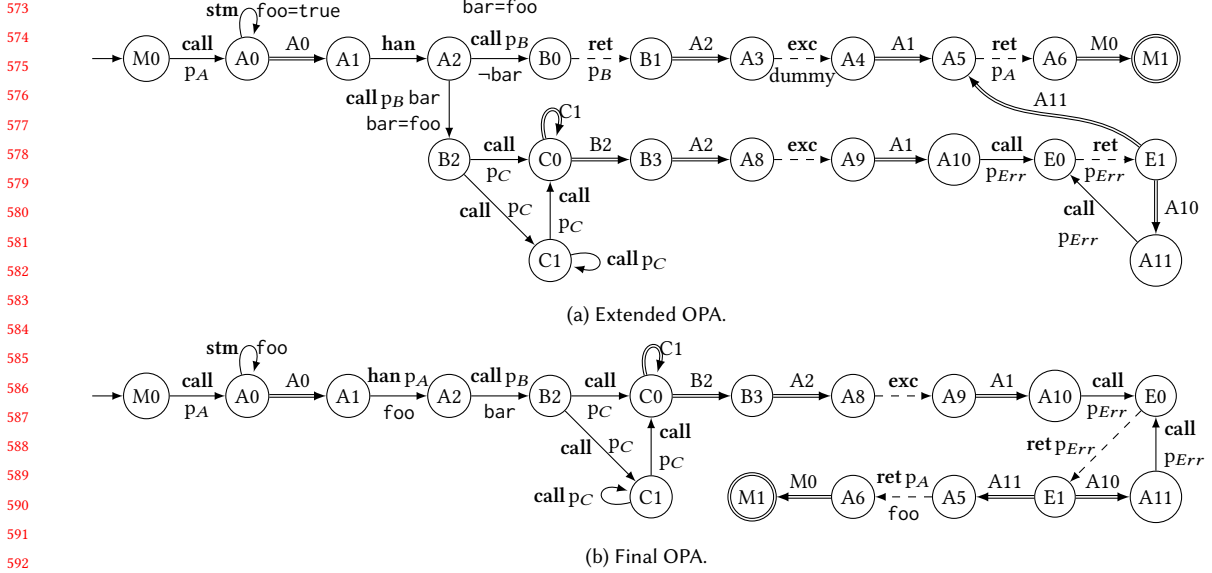 573
574
575
576
577
578
579
580
581
582
583
584
585
586
587
588
589
590
591
592
bar=foo
stm foo=true
M0 call pA A0 A0 A1 han A2 call pB ¬bar B0 ret pB B1 A2 A3 exc dummy A4 A1 A5 ret pA A6 M0 M1
call pB bar
bar=foo
A11
C1
B2 call pC C0 B2 B3 A2 A8 exc A9 A1 A10 call pErr E0 ret pErr E1
call pC
call
pC
call
pErr
A10
C1 call pC
A11
(a) Extended OPA.
stm foo
C1
M0 call pA A0 A0 A1 han pA foo A2 call pB bar B2 call pC C0 B2 B3 A2 A8 exc A9 A1 A10 call pErr E0
call pC
call
pC
ret pErr
call
pErr
call pC C1
M1 M0 A6 ret pA foo A5 A11 E1 A10 A11
(b) Final OPA.